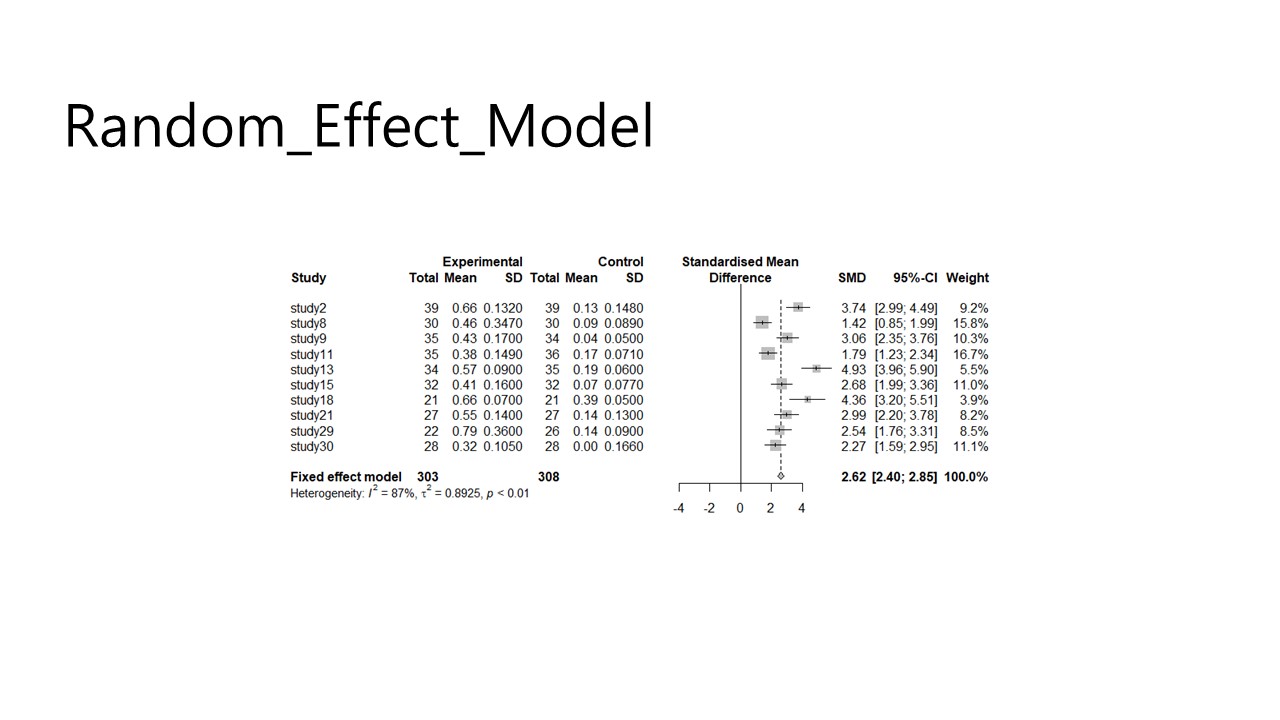 Random_Effect_Model
Experimental Control Standardised Mean
Study Total Mean SD Total Mean SD Difference SMD 95%-CI Weight
study2 39 0.66 0.1320 39 0.13 0.1480 3.74 [2.99; 4.49] 9.2%
study8 30 0.46 0.3470 30 0.09 0.0890 1.42 [0.85; 1.99] 15.8%
study9 35 0.43 0.1700 34 0.04 0.0500 3.06 [2.35; 3.76] 10.3%
study11 35 0.38 0.1490 36 0.17 0.0710 1.79 [1.23; 2.34] 16.7%
study13 34 0.57 0.0900 35 0.19 0.0600 4.93 [3.96; 5.90] 5.5%
study15 32 0.41 0.1600 32 0.07 0.0770 2.68 [1.99; 3.36] 11.0%
study18 21 0.66 0.0700 21 0.39 0.0500 4.36 [3.20; 5.51] 3.9%
study21 27 0.55 0.1400 27 0.14 0.1300 2.99 [2.20; 3.78] 8.2%
study29 22 0.79 0.3600 26 0.14 0.0900 2.54 [1.76; 3.31] 8.5%
study30 28 0.32 0.1050 28 0.00 0.1660 2.27 [1.59; 2.95] 11.1%
Fixed effect model 303 308 2.62 [2.40; 2.85] 100.0%
Heterogeneity: I² = 87%, τ² = 0.8925, p < 0.01
-4 -2 0 2 4